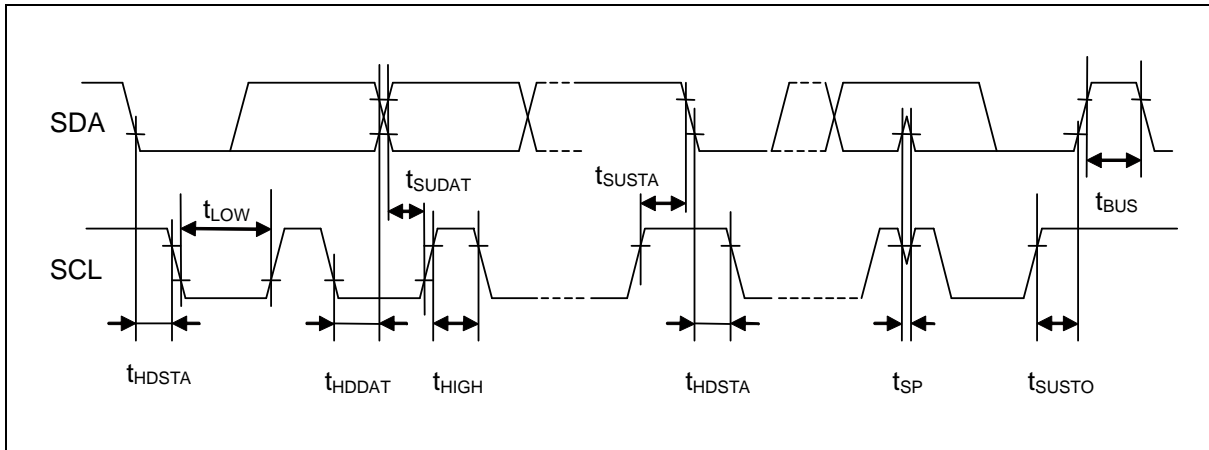 SDA
tSUDAT
tSUSTA
tBUS
tLOW
SCL
tHDSTA
tHDDAT
tHIGH
tHDSTA
tSP
tSUSTO